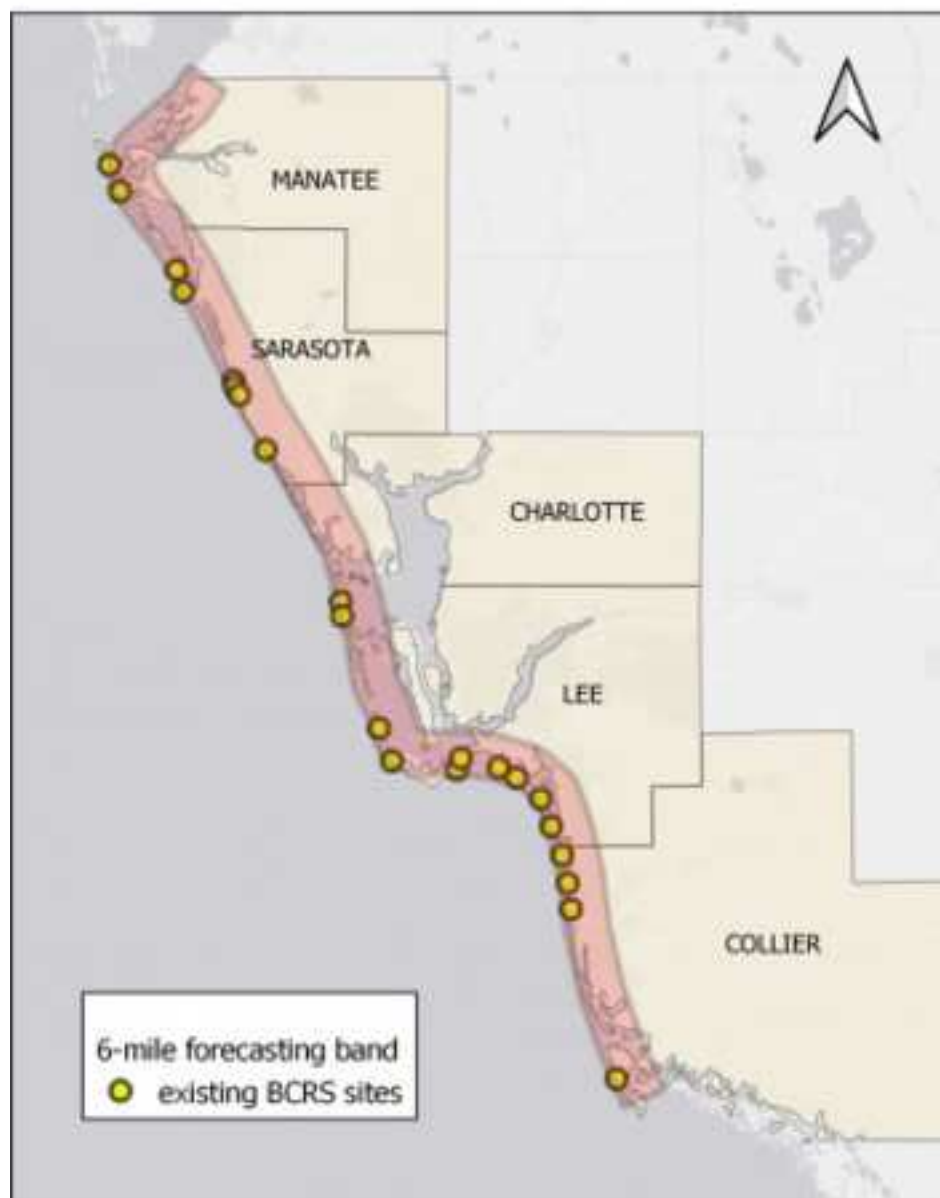 MANATEE
SARASOTA
CHARLOTTE
LEE
COLLIER
6-mile forecasting band
existing BCRS sites